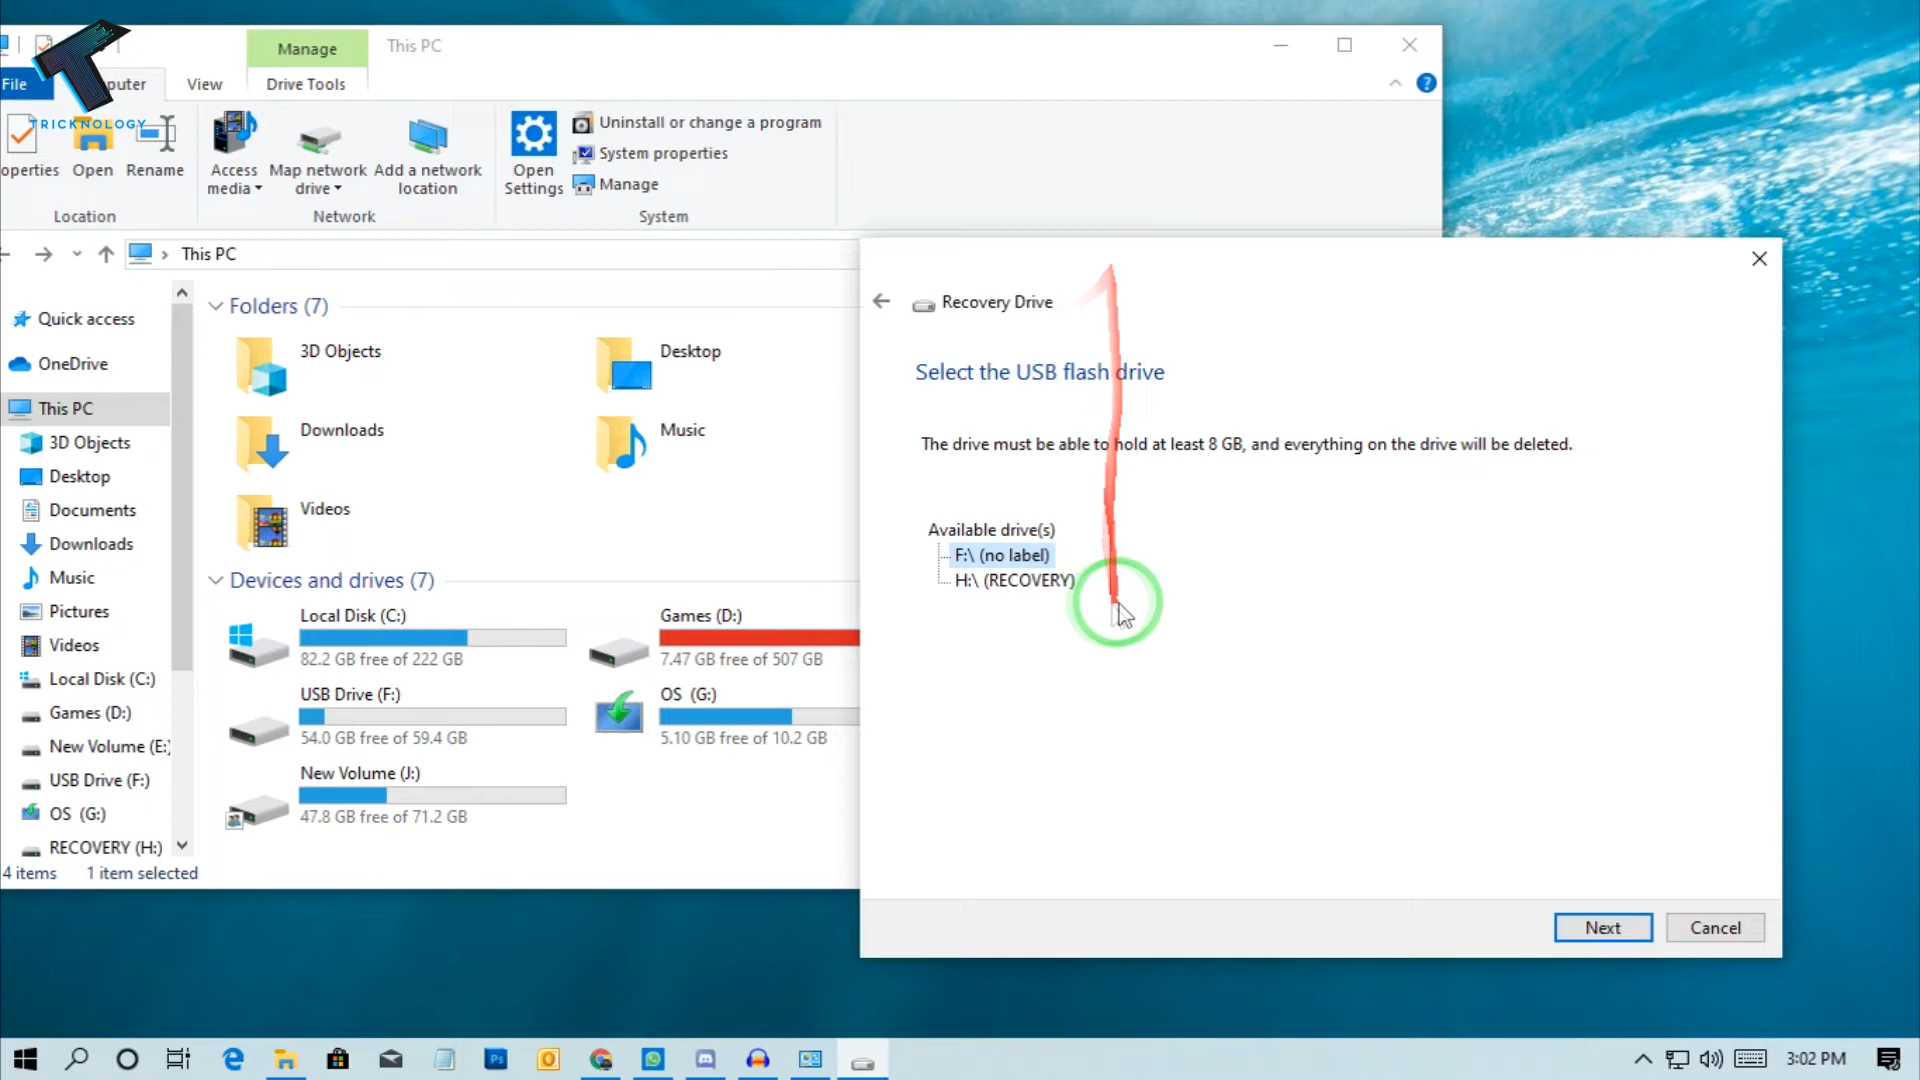 Manage
This PC
File
puter
View
Drive Tools
TRICKNOLOGY
operties
Open
Rename
Access media
Map network drive
Add a network location
Open Settings
Uninstall or change a program
System properties
Manage
Location
Network
System
This PC
Quick access
OneDrive
This PC
3D Objects
Desktop
Documents
Downloads
Music
Pictures
Videos
Local Disk (C:)
Games (D:)
New Volume (E:)
USB Drive (F:)
OS (G:)
RECOVERY (H:)
4 items
1 item selected
Folders (7)
3D Objects
Desktop
Downloads
Music
Videos
Devices and drives (7)
Local Disk (C:)
82.2 GB free of 222 GB
Games (D:)
7.47 GB free of 507 GB
USB Drive (F:)
54.0 GB free of 59.4 GB
OS (G:)
5.10 GB free of 10.2 GB
New Volume (J:)
47.8 GB free of 71.2 GB
Recovery Drive
Select the USB flash drive
The drive must be able to hold at least 8 GB, and everything on the drive will be deleted.
Available drive(s)
F:\ (no label)
H:\ (RECOVERY)
Next
Cancel
Ps
3:02 PM